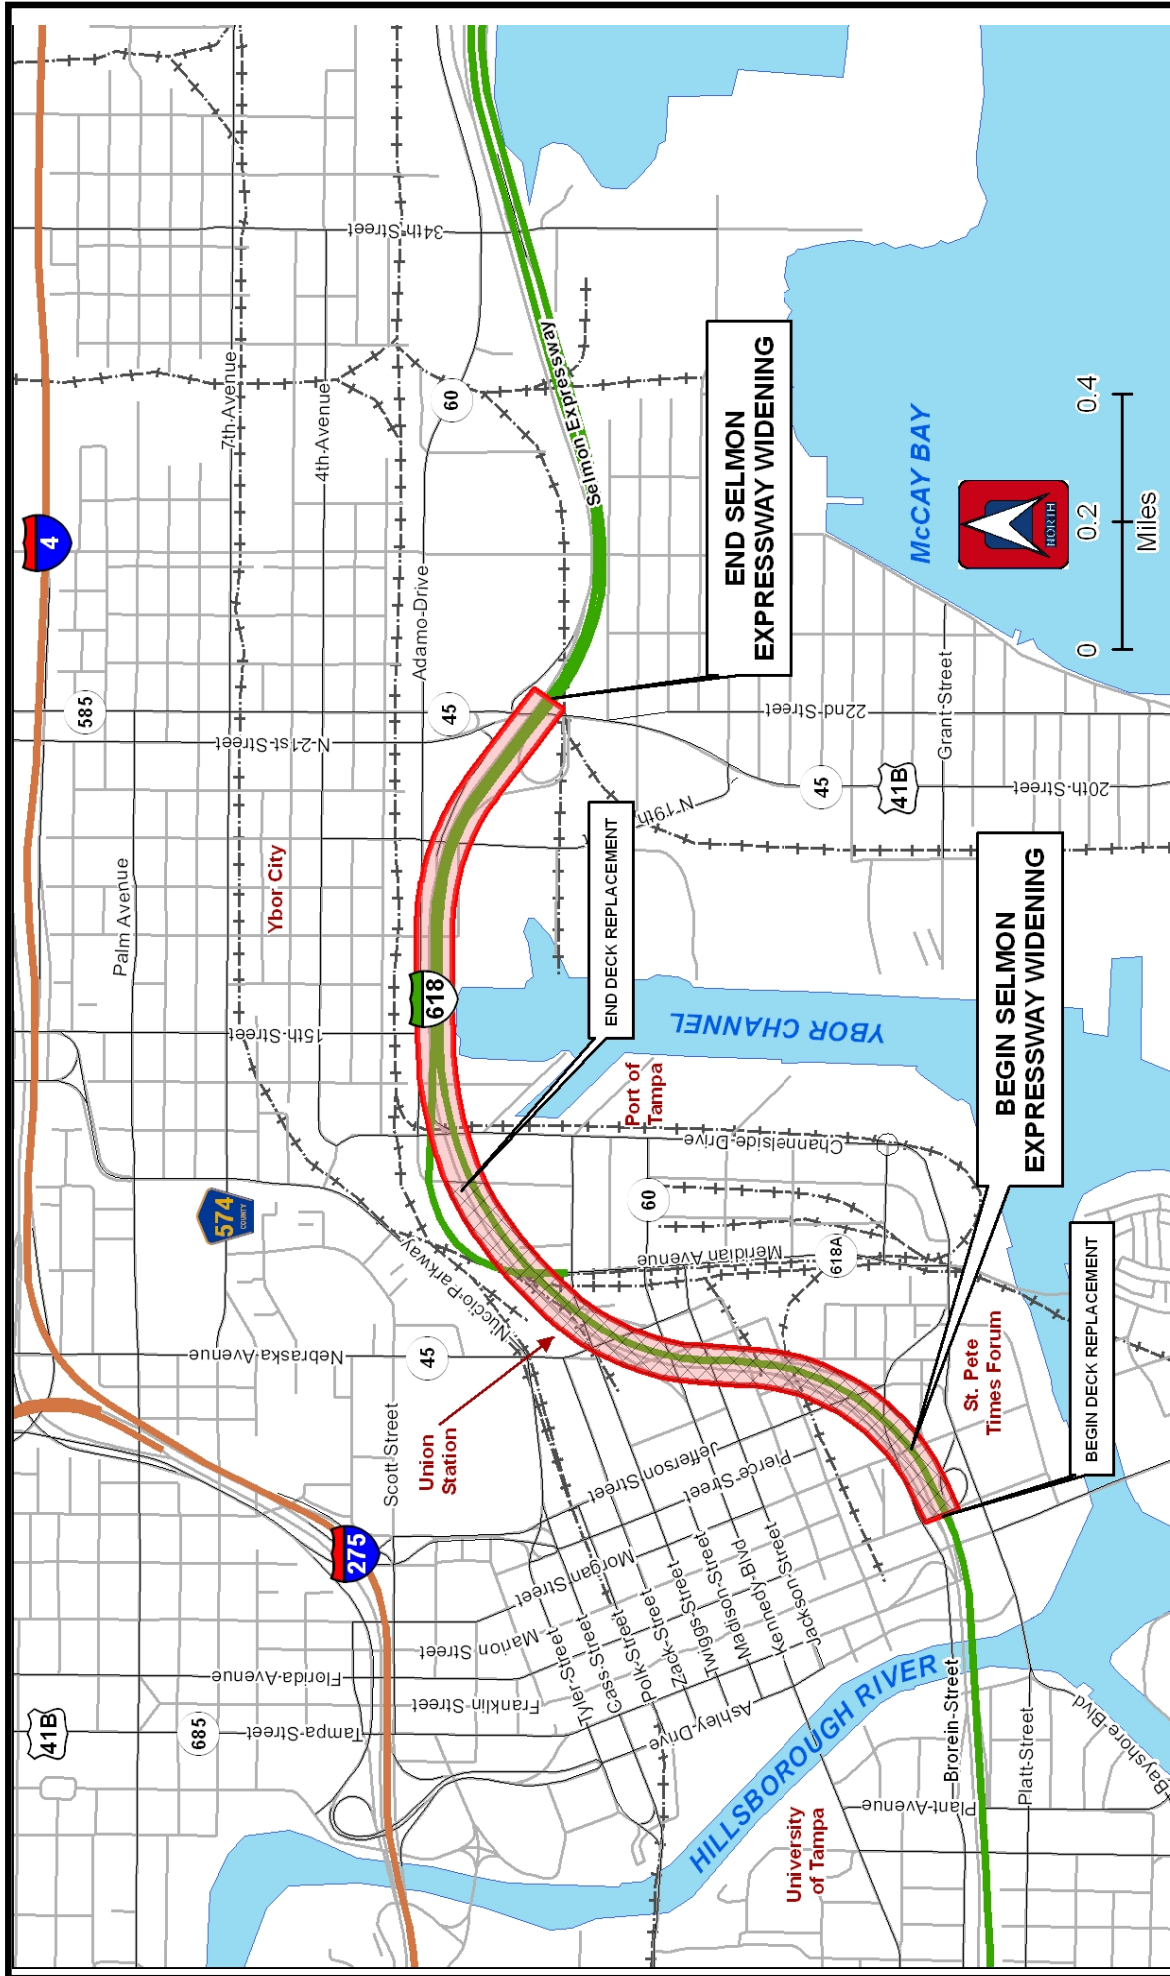 4
275
41B
685
585
574
COUNTY
45
60
618
45
45
41B
60
618A
34th Street
7th Avenue
4th Avenue
Adamo Drive
Selmon Expressway
N 21st Street
22nd Street
Grant Street
20th Street
N 19th
Palm Avenue
Ybor City
15th Street
END SELMON
EXPRESSWAY WIDENING
McCAY BAY
NORTH
0
0.2
0.4
Miles
END DECK REPLACEMENT
YBOR CHANNEL
Port of
Tampa
Channelside Drive
Meridian Avenue
BEGIN SELMON
EXPRESSWAY WIDENING
St. Pete
Times Forum
BEGIN DECK REPLACEMENT
Nuccio Parkway
Nebraska Avenue
Union
Station
Scott Street
Jefferson Street
Pierce Street
Morgan Street
Marion Street
Florida Avenue
Franklin Street
Tampa Street
Ashley Drive
Tyler Street
Cass Street
Polk Street
Zack Street
Twiggs Street
Madison Street
Kennedy Blvd
Jackson Street
HILLSBOROUGH RIVER
University
of Tampa
Brorein Street
Platt Street
Plant Avenue
Bayshore Blvd